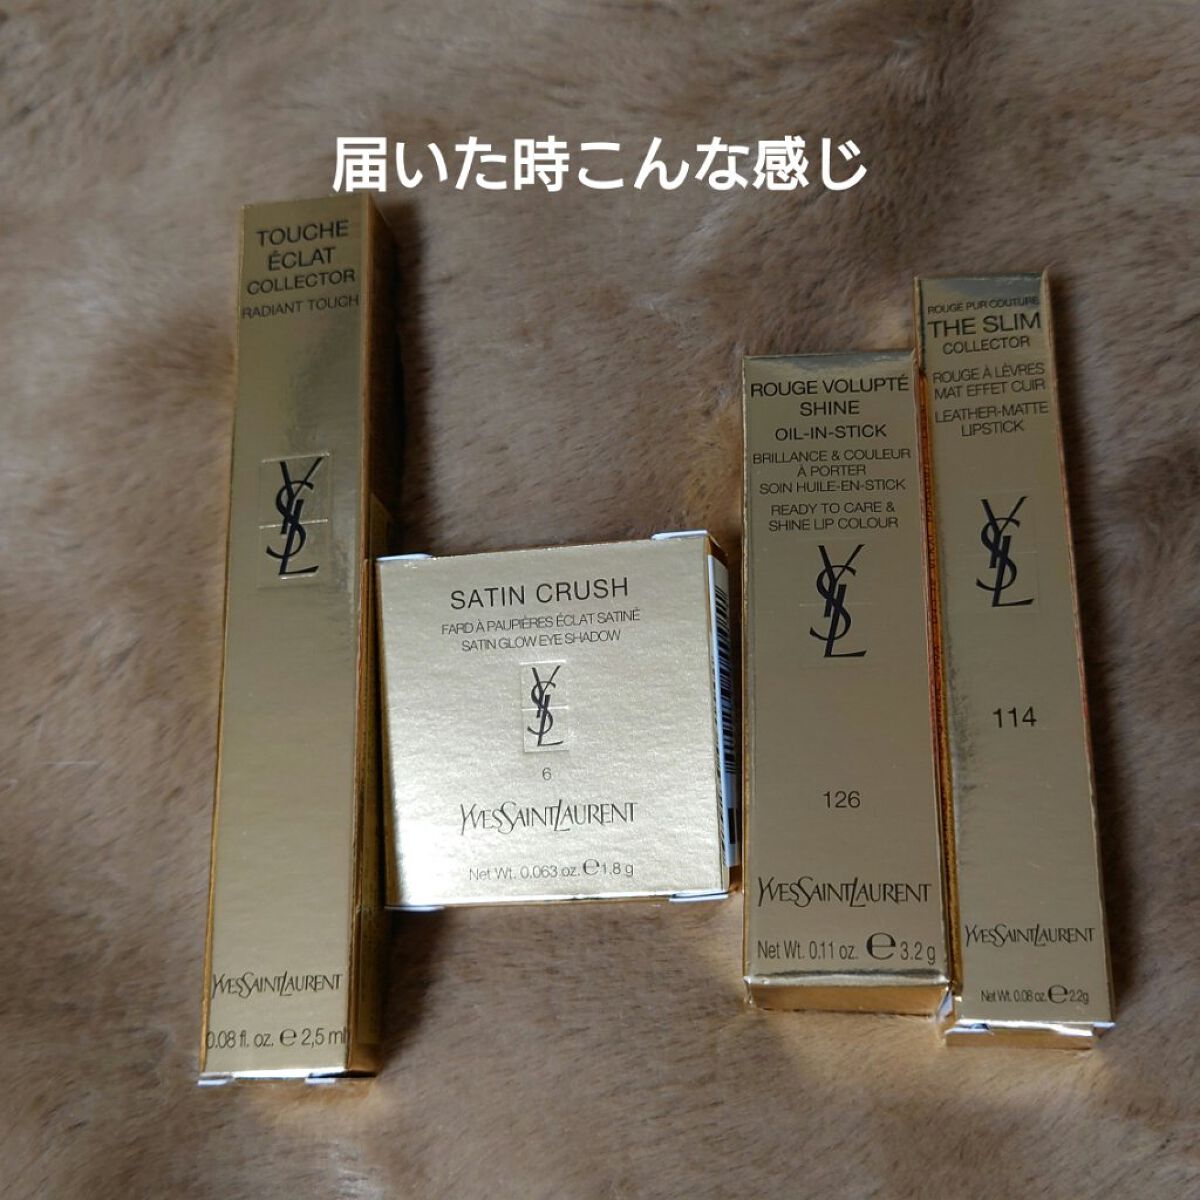 届いた時こんな感じ
TOUCHE
ÉCLAT
COLLECTOR
RADIANT TOUCH
YSL
YVESSAINTLAURENT
0.08 fl. oz. e 2,5 ml
SATIN CRUSH
FARD À PAUPIÈRES ÉCLAT SATINÉ
SATIN GLOW EYE SHADOW
YSL
6
YVESSAINTLAURENT
Net Wt. 0.063 oz. e 1.8 g
ROUGE VOLUPTÉ
SHINE
OIL-IN-STICK
BRILLANCE & COULEUR
À PORTER
SOIN HUILE-EN-STICK
READY TO CARE &
SHINE LIP COLOUR
YSL
126
YVESSAINTLAURENT
Net Wt. 0.11 oz. e 3.2 g
ROUGE PUR COUTURE
THE SLIM
COLLECTOR
ROUGE À LÈVRES
MAT EFFET CUIR
LEATHER-MATTE
LIPSTICK
YSL
114
YVESSAINTLAURENT
Net Wt. 0.08 oz. e 2.2g